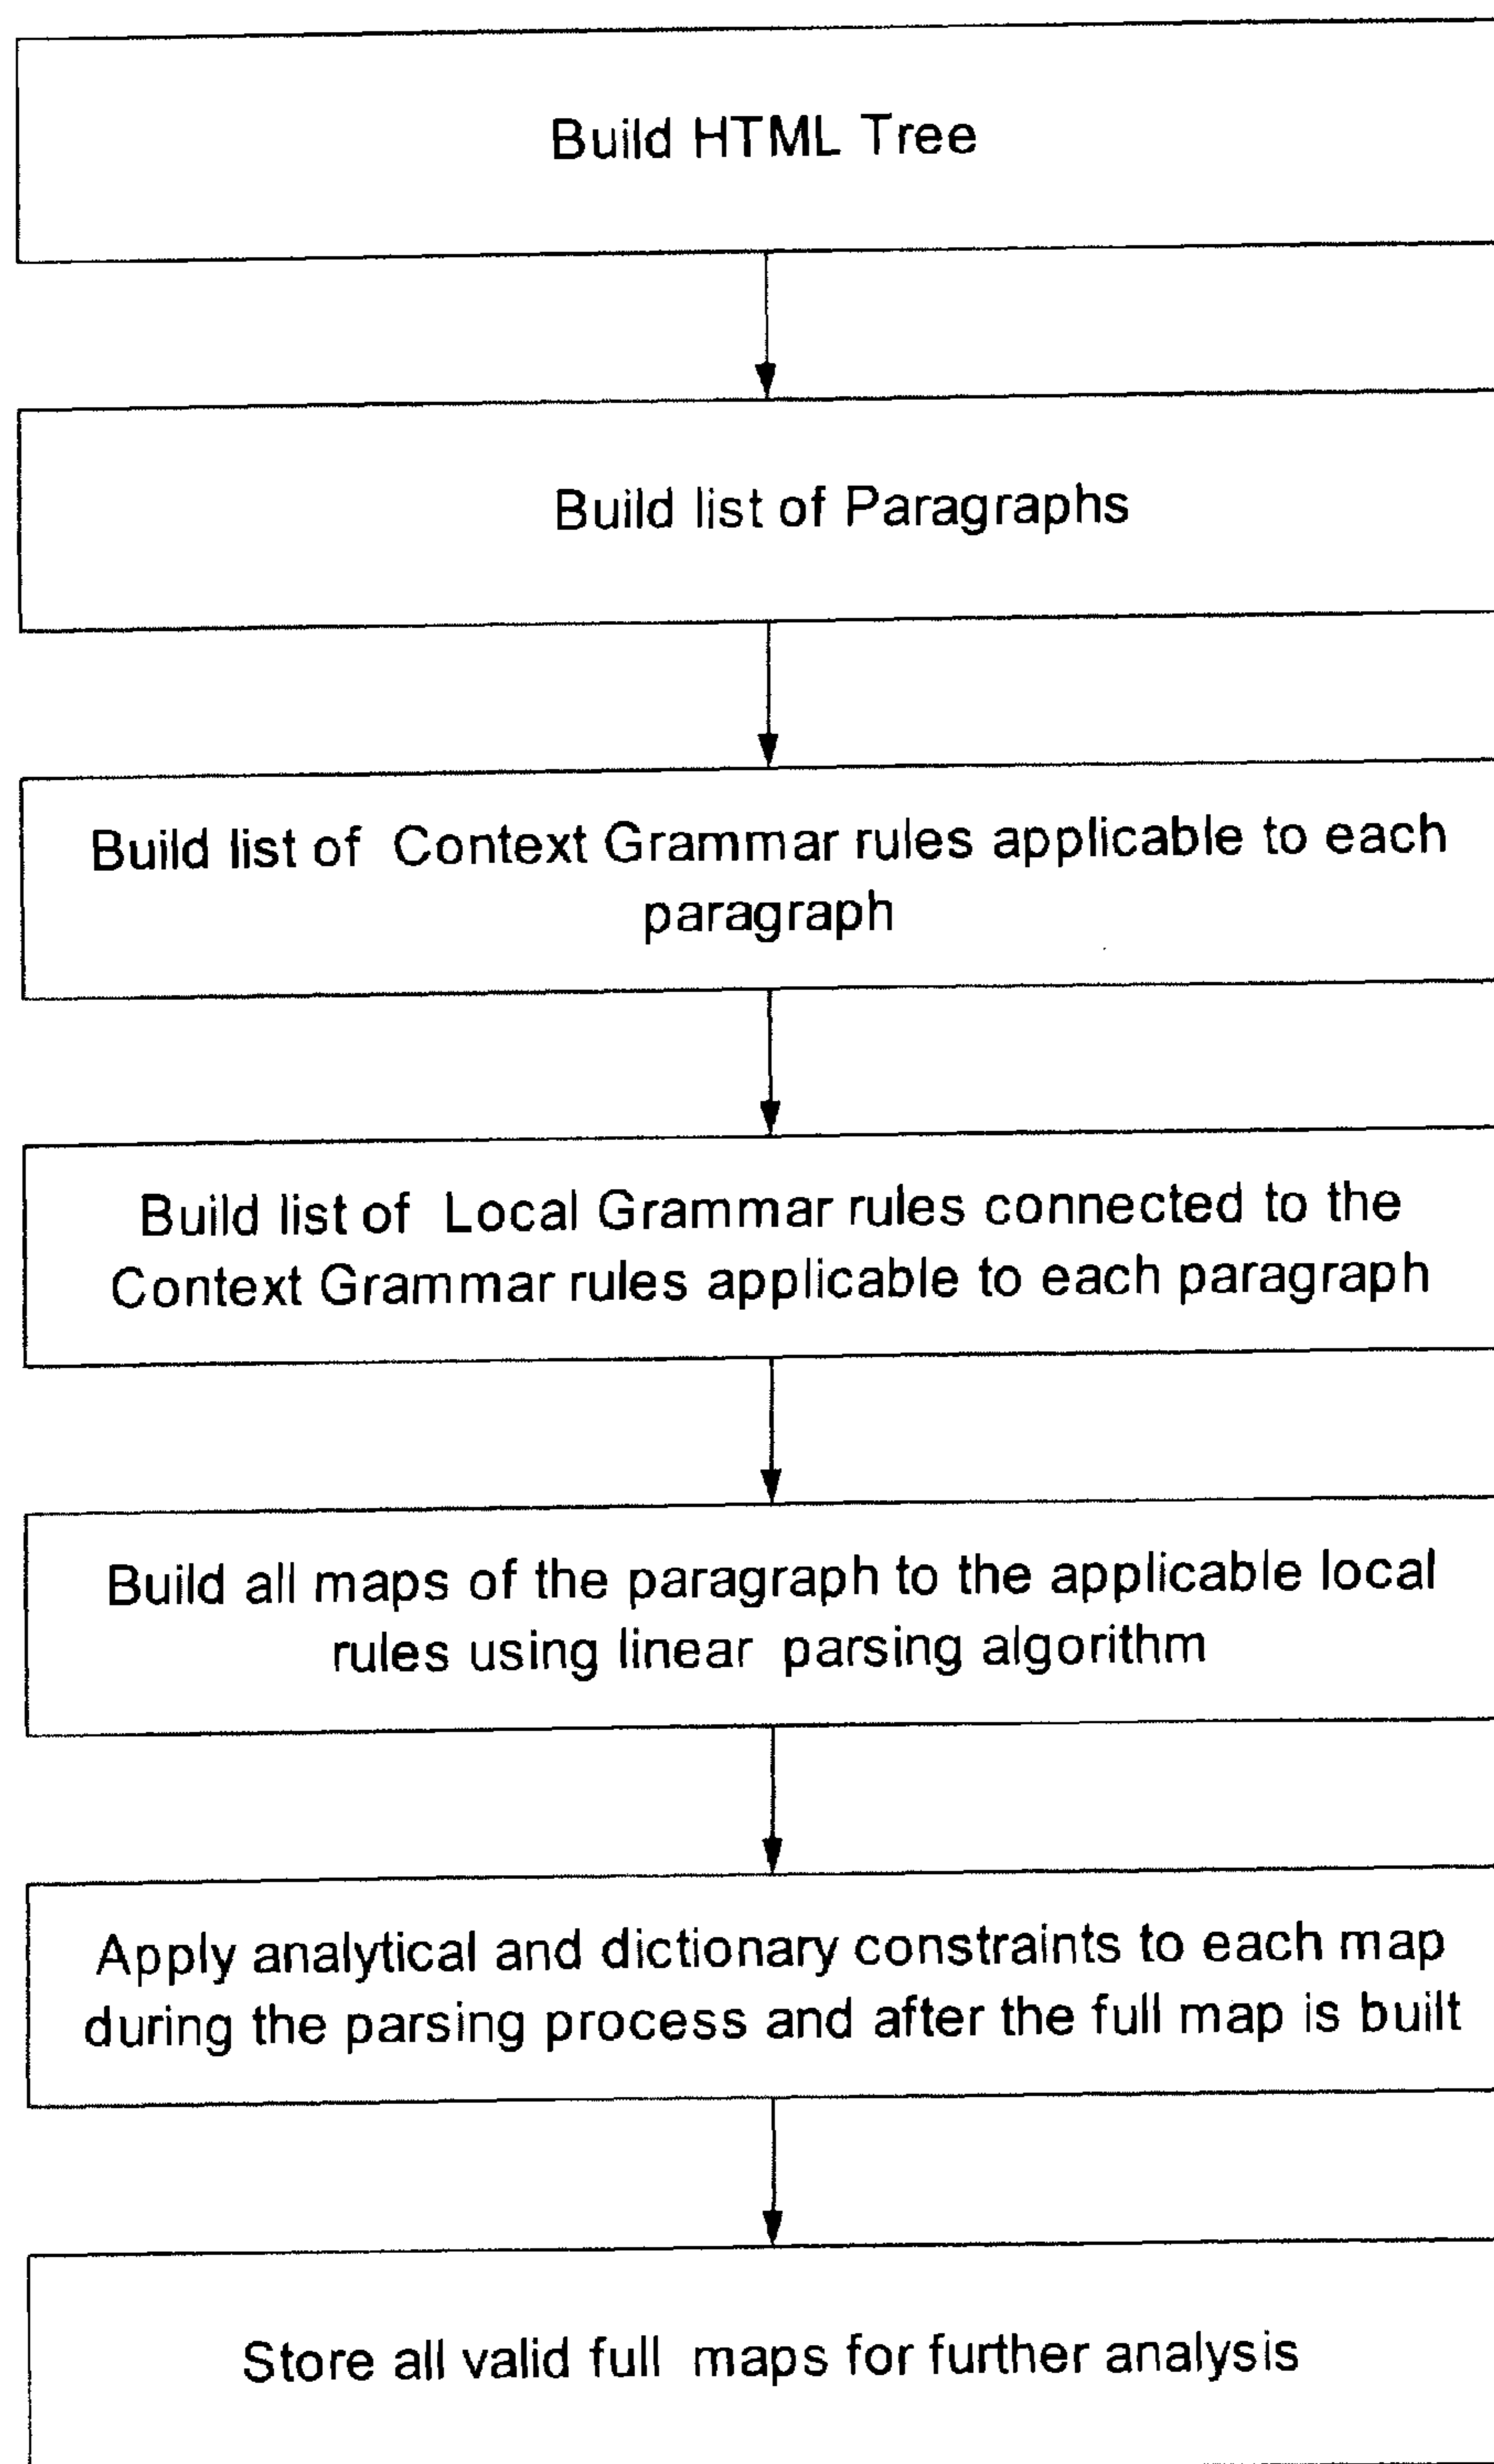 Build HTML Tree
Build list of Paragraphs
Build list of Context Grammar rules applicable to each
paragraph
Build list of Local Grammar rules connected to the
Context Grammar rules applicable to each paragraph
Build all maps of the paragraph to the applicable local
rules using linear parsing algorithm
Apply analytical and dictionary constraints to each map
during the parsing process and after the full map is built
Store all valid full maps for further analysis